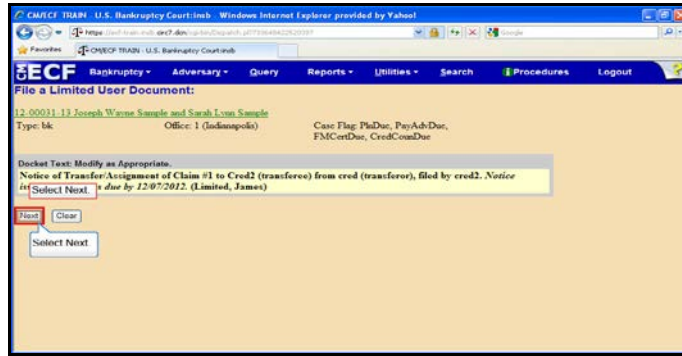 CM/ECF TRAIN - U.S. Bankruptcy Court:insb - Windows Internet Explorer provided by Yahoo!
Google
Favorites CM/ECF TRAIN - U.S. Bankruptcy Court:insb
ECF Bankruptcy Adversary Query Reports Utilities Search Procedures Logout
File a Limited User Document:
12-00031-13 Joseph Wayne Sample and Sarah Lynn Sample
Type: bk Office: 1 (Indianapolis) Case Flag: PlnDue, PayAdvDue,
FMCertDue, CredCounDue
Docket Text: Modify as Appropriate.
Notice of Transfer/Assignment of Claim #1 to Cred2 (transferee) from cred (transferor), filed by cred2. Notice
due by 12/07/2012. (Limited, James)
Select Next.
Next Clear
Select Next.